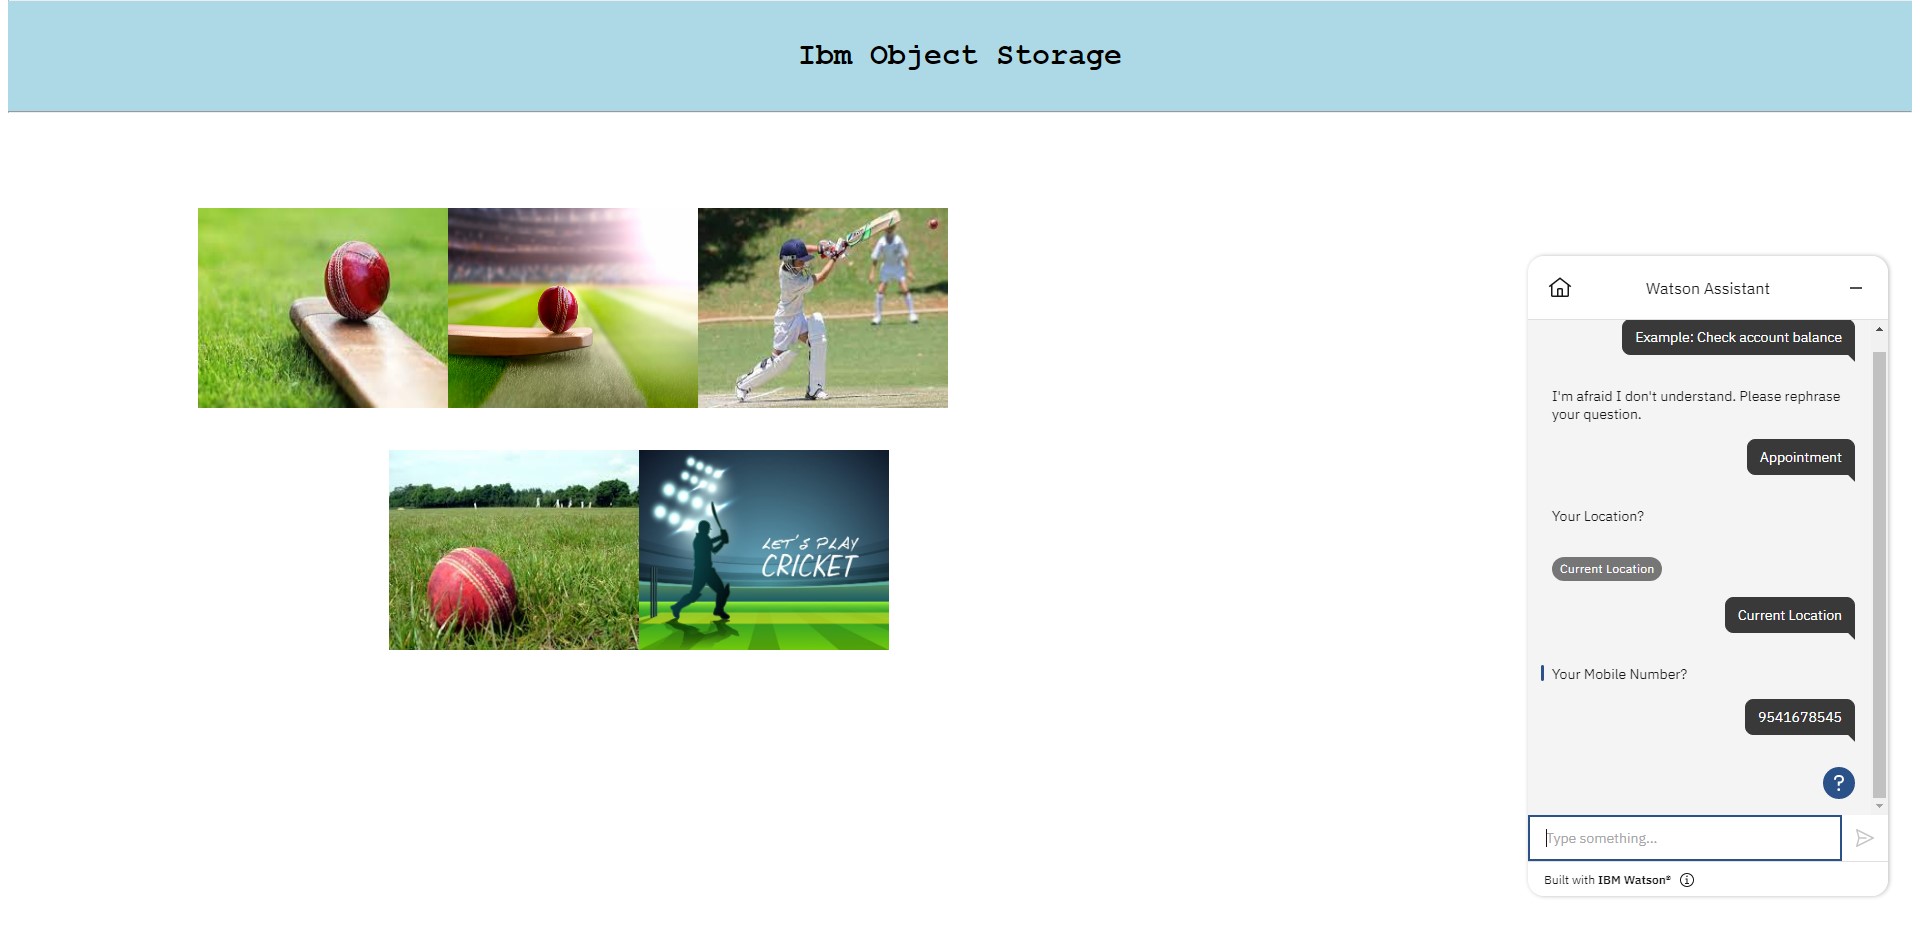 Ibm Object Storage
LET'S PLAY
CRICKET
Watson Assistant
Example: Check account balance
I'm afraid I don't understand. Please rephrase
your question.
Appointment
Your Location?
Current Location
Current Location
Your Mobile Number?
9541678545
?
Type something...
Built with IBM Watson®